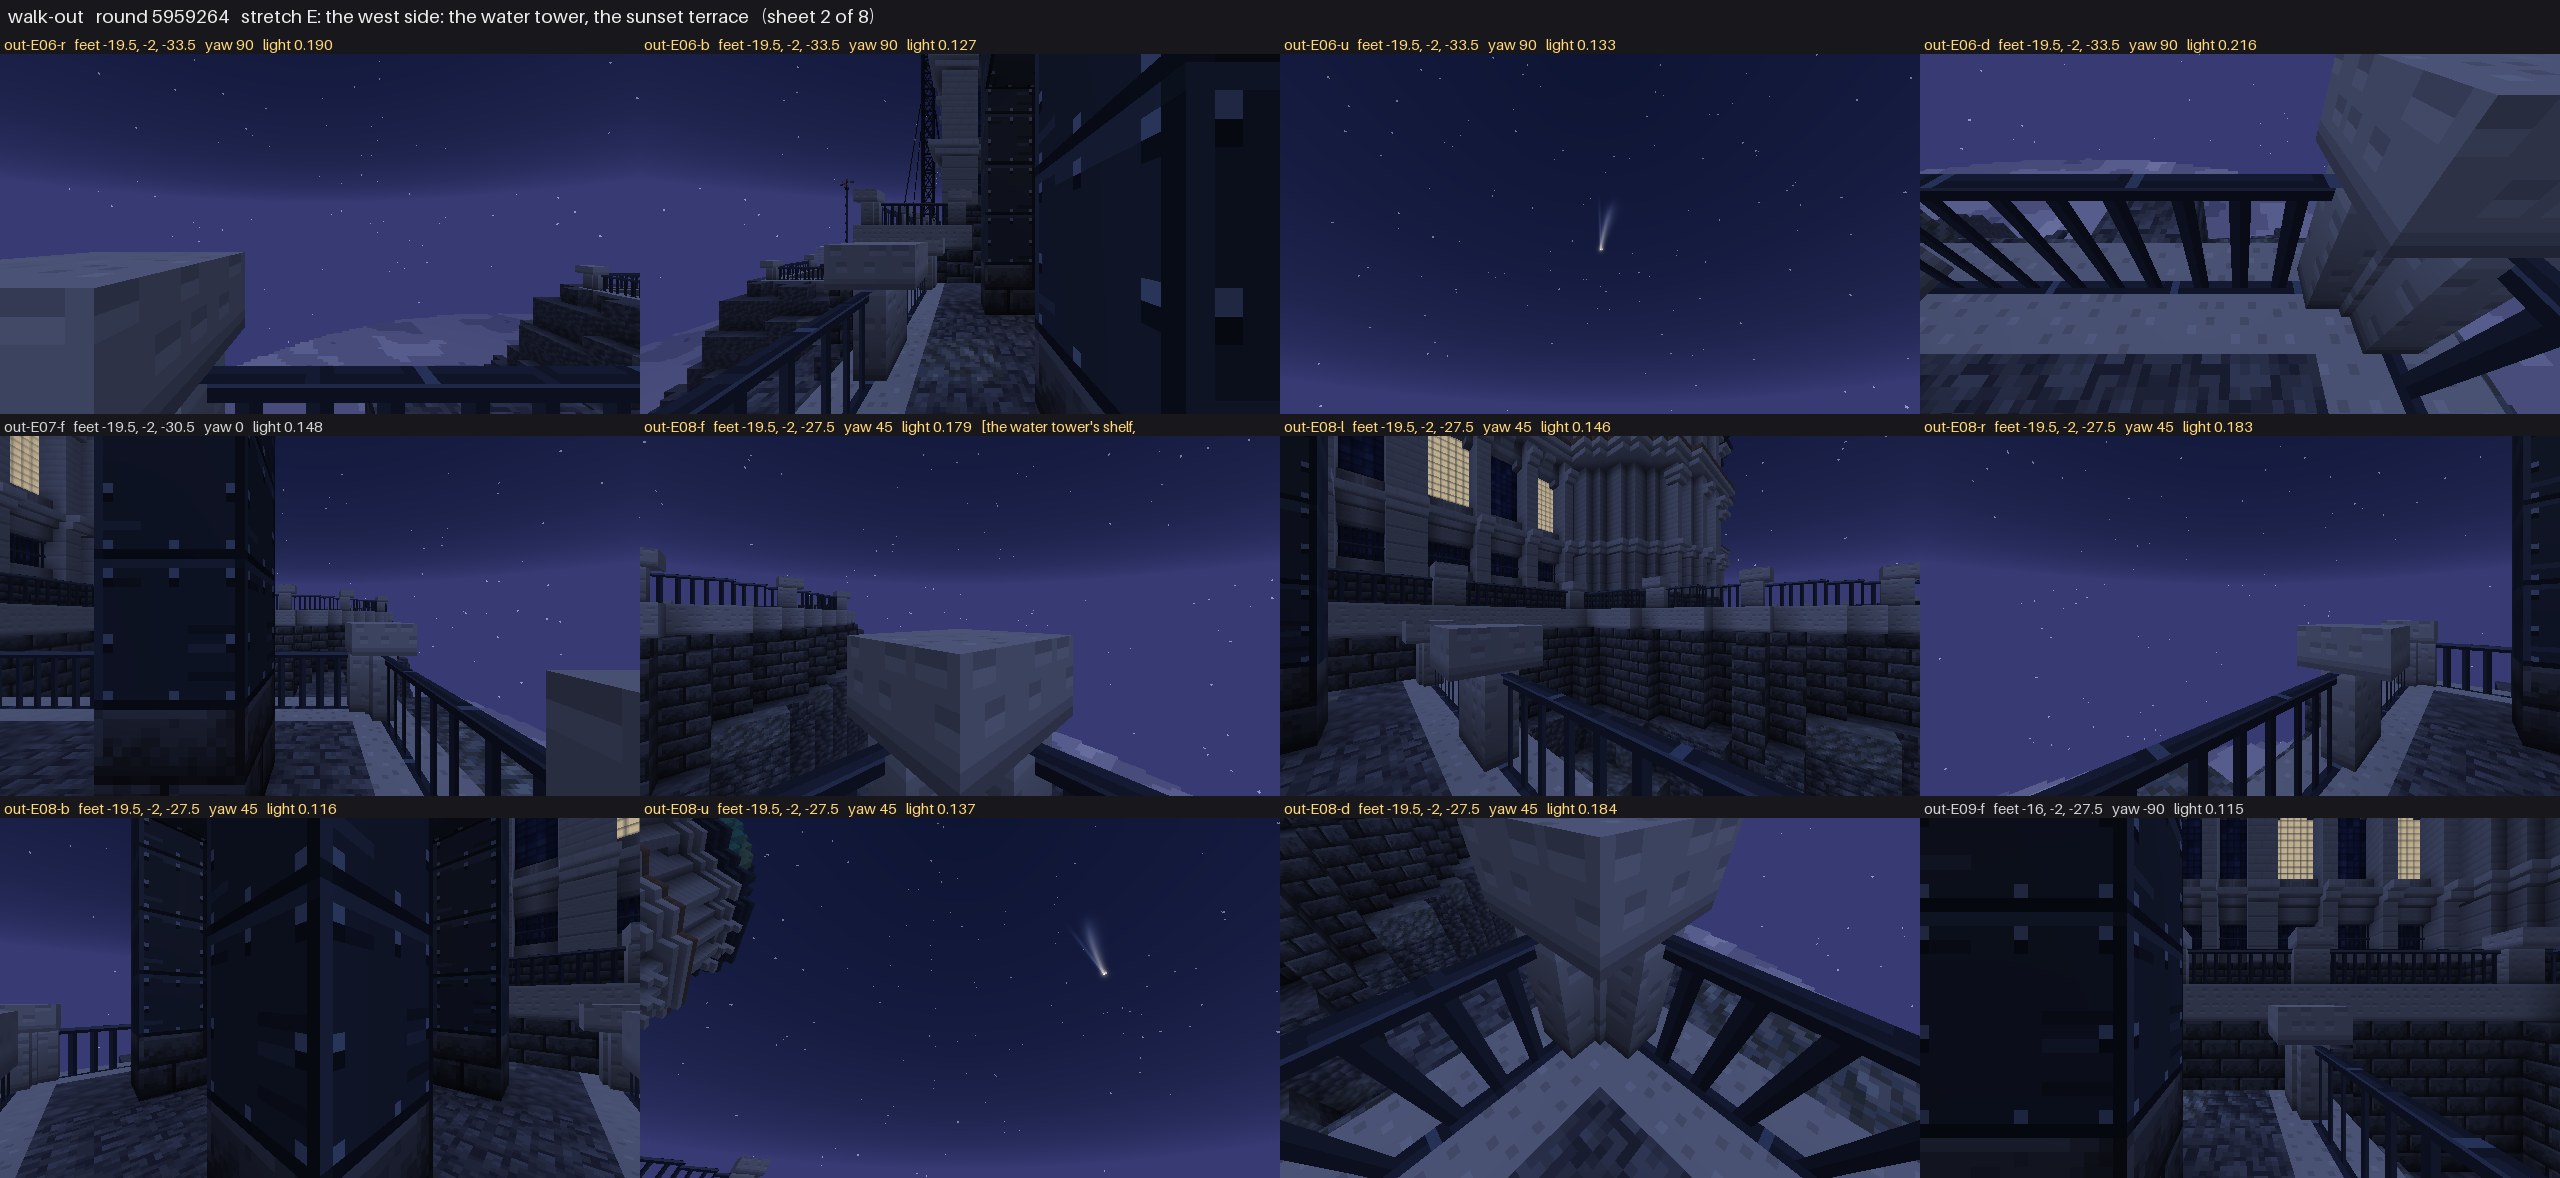 walk-out round 5959264 stretch E: the west side: the water tower, the sunset terrace (sheet 2 of 8)
out-E06-r feet -19.5, -2, -33.5 yaw 90 light 0.190
out-E06-b feet -19.5, -2, -33.5 yaw 90 light 0.127
out-E06-u feet -19.5, -2, -33.5 yaw 90 light 0.133
out-E06-d feet -19.5, -2, -33.5 yaw 90 light 0.216
out-E07-f feet -19.5, -2, -30.5 yaw 0 light 0.148
out-E08-f feet -19.5, -2, -27.5 yaw 45 light 0.179 [the water tower's shelf,
out-E08-l feet -19.5, -2, -27.5 yaw 45 light 0.146
out-E08-r feet -19.5, -2, -27.5 yaw 45 light 0.183
out-E08-b feet -19.5, -2, -27.5 yaw 45 light 0.116
out-E08-u feet -19.5, -2, -27.5 yaw 45 light 0.137
out-E08-d feet -19.5, -2, -27.5 yaw 45 light 0.184
out-E09-f feet -16, -2, -27.5 yaw -90 light 0.115